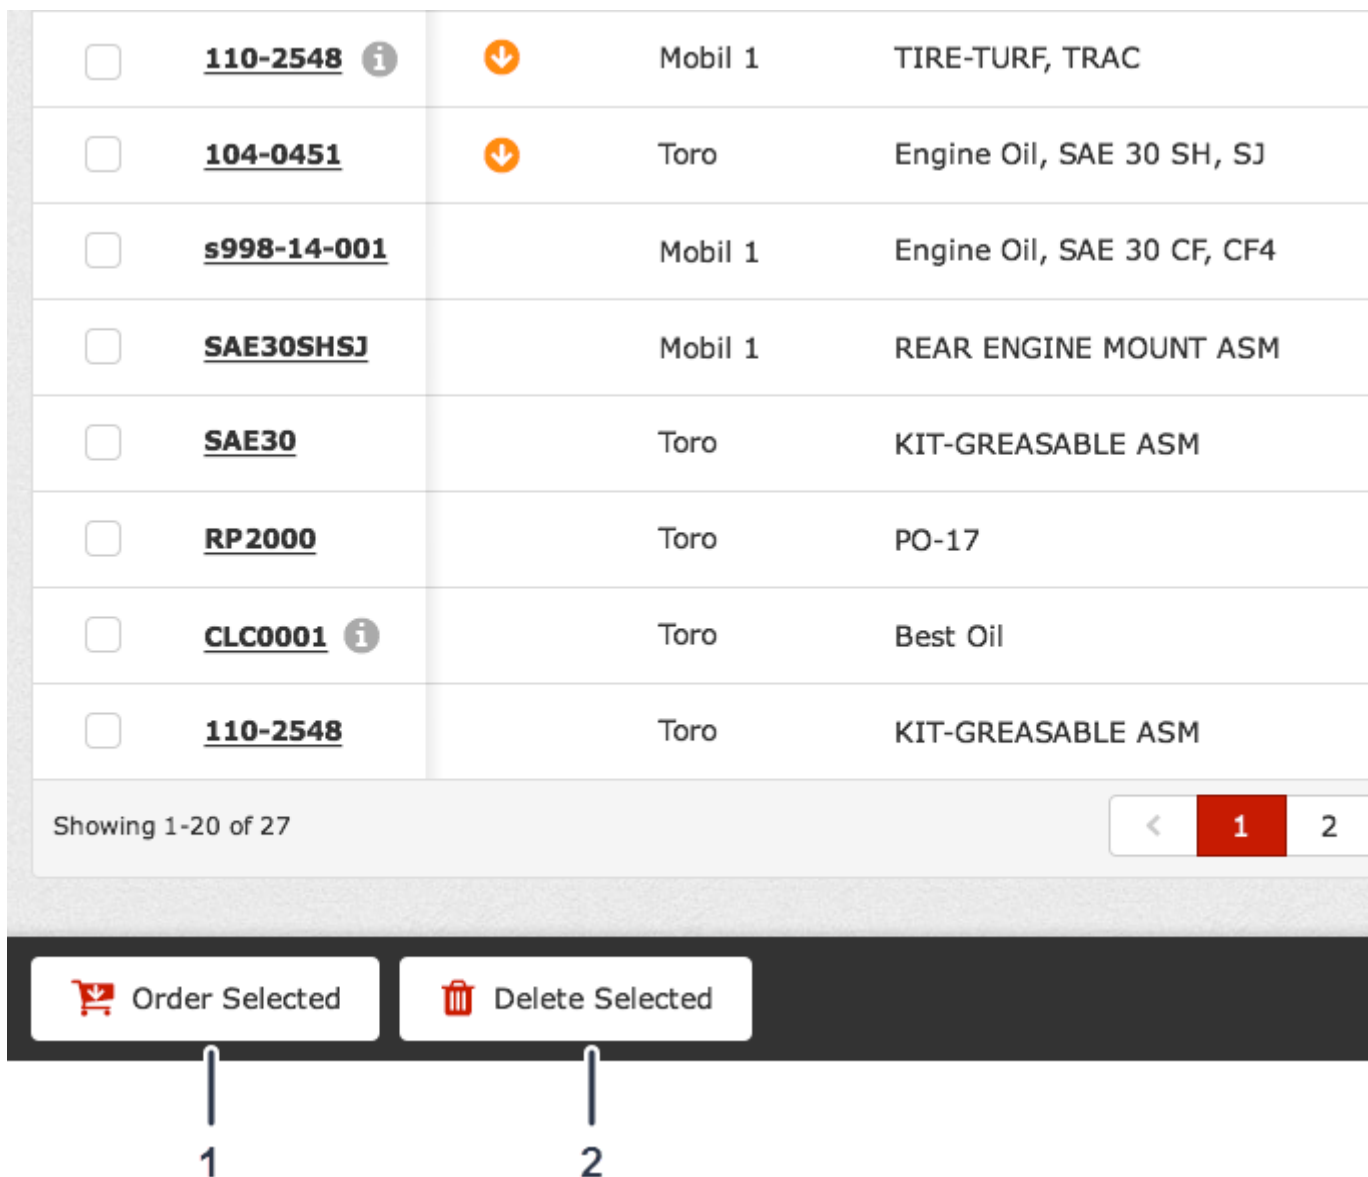 110-2548 Mobil 1 TIRE-TURF, TRAC
104-0451 Toro Engine Oil, SAE 30 SH, SJ
s998-14-001 Mobil 1 Engine Oil, SAE 30 CF, CF4
SAE30SHSJ Mobil 1 REAR ENGINE MOUNT ASM
SAE30 Toro KIT-GREASABLE ASM
RP2000 Toro PO-17
CLC0001 Toro Best Oil
110-2548 Toro KIT-GREASABLE ASM
Showing 1-20 of 27 < 1 2
Order Selected Delete Selected
1 2